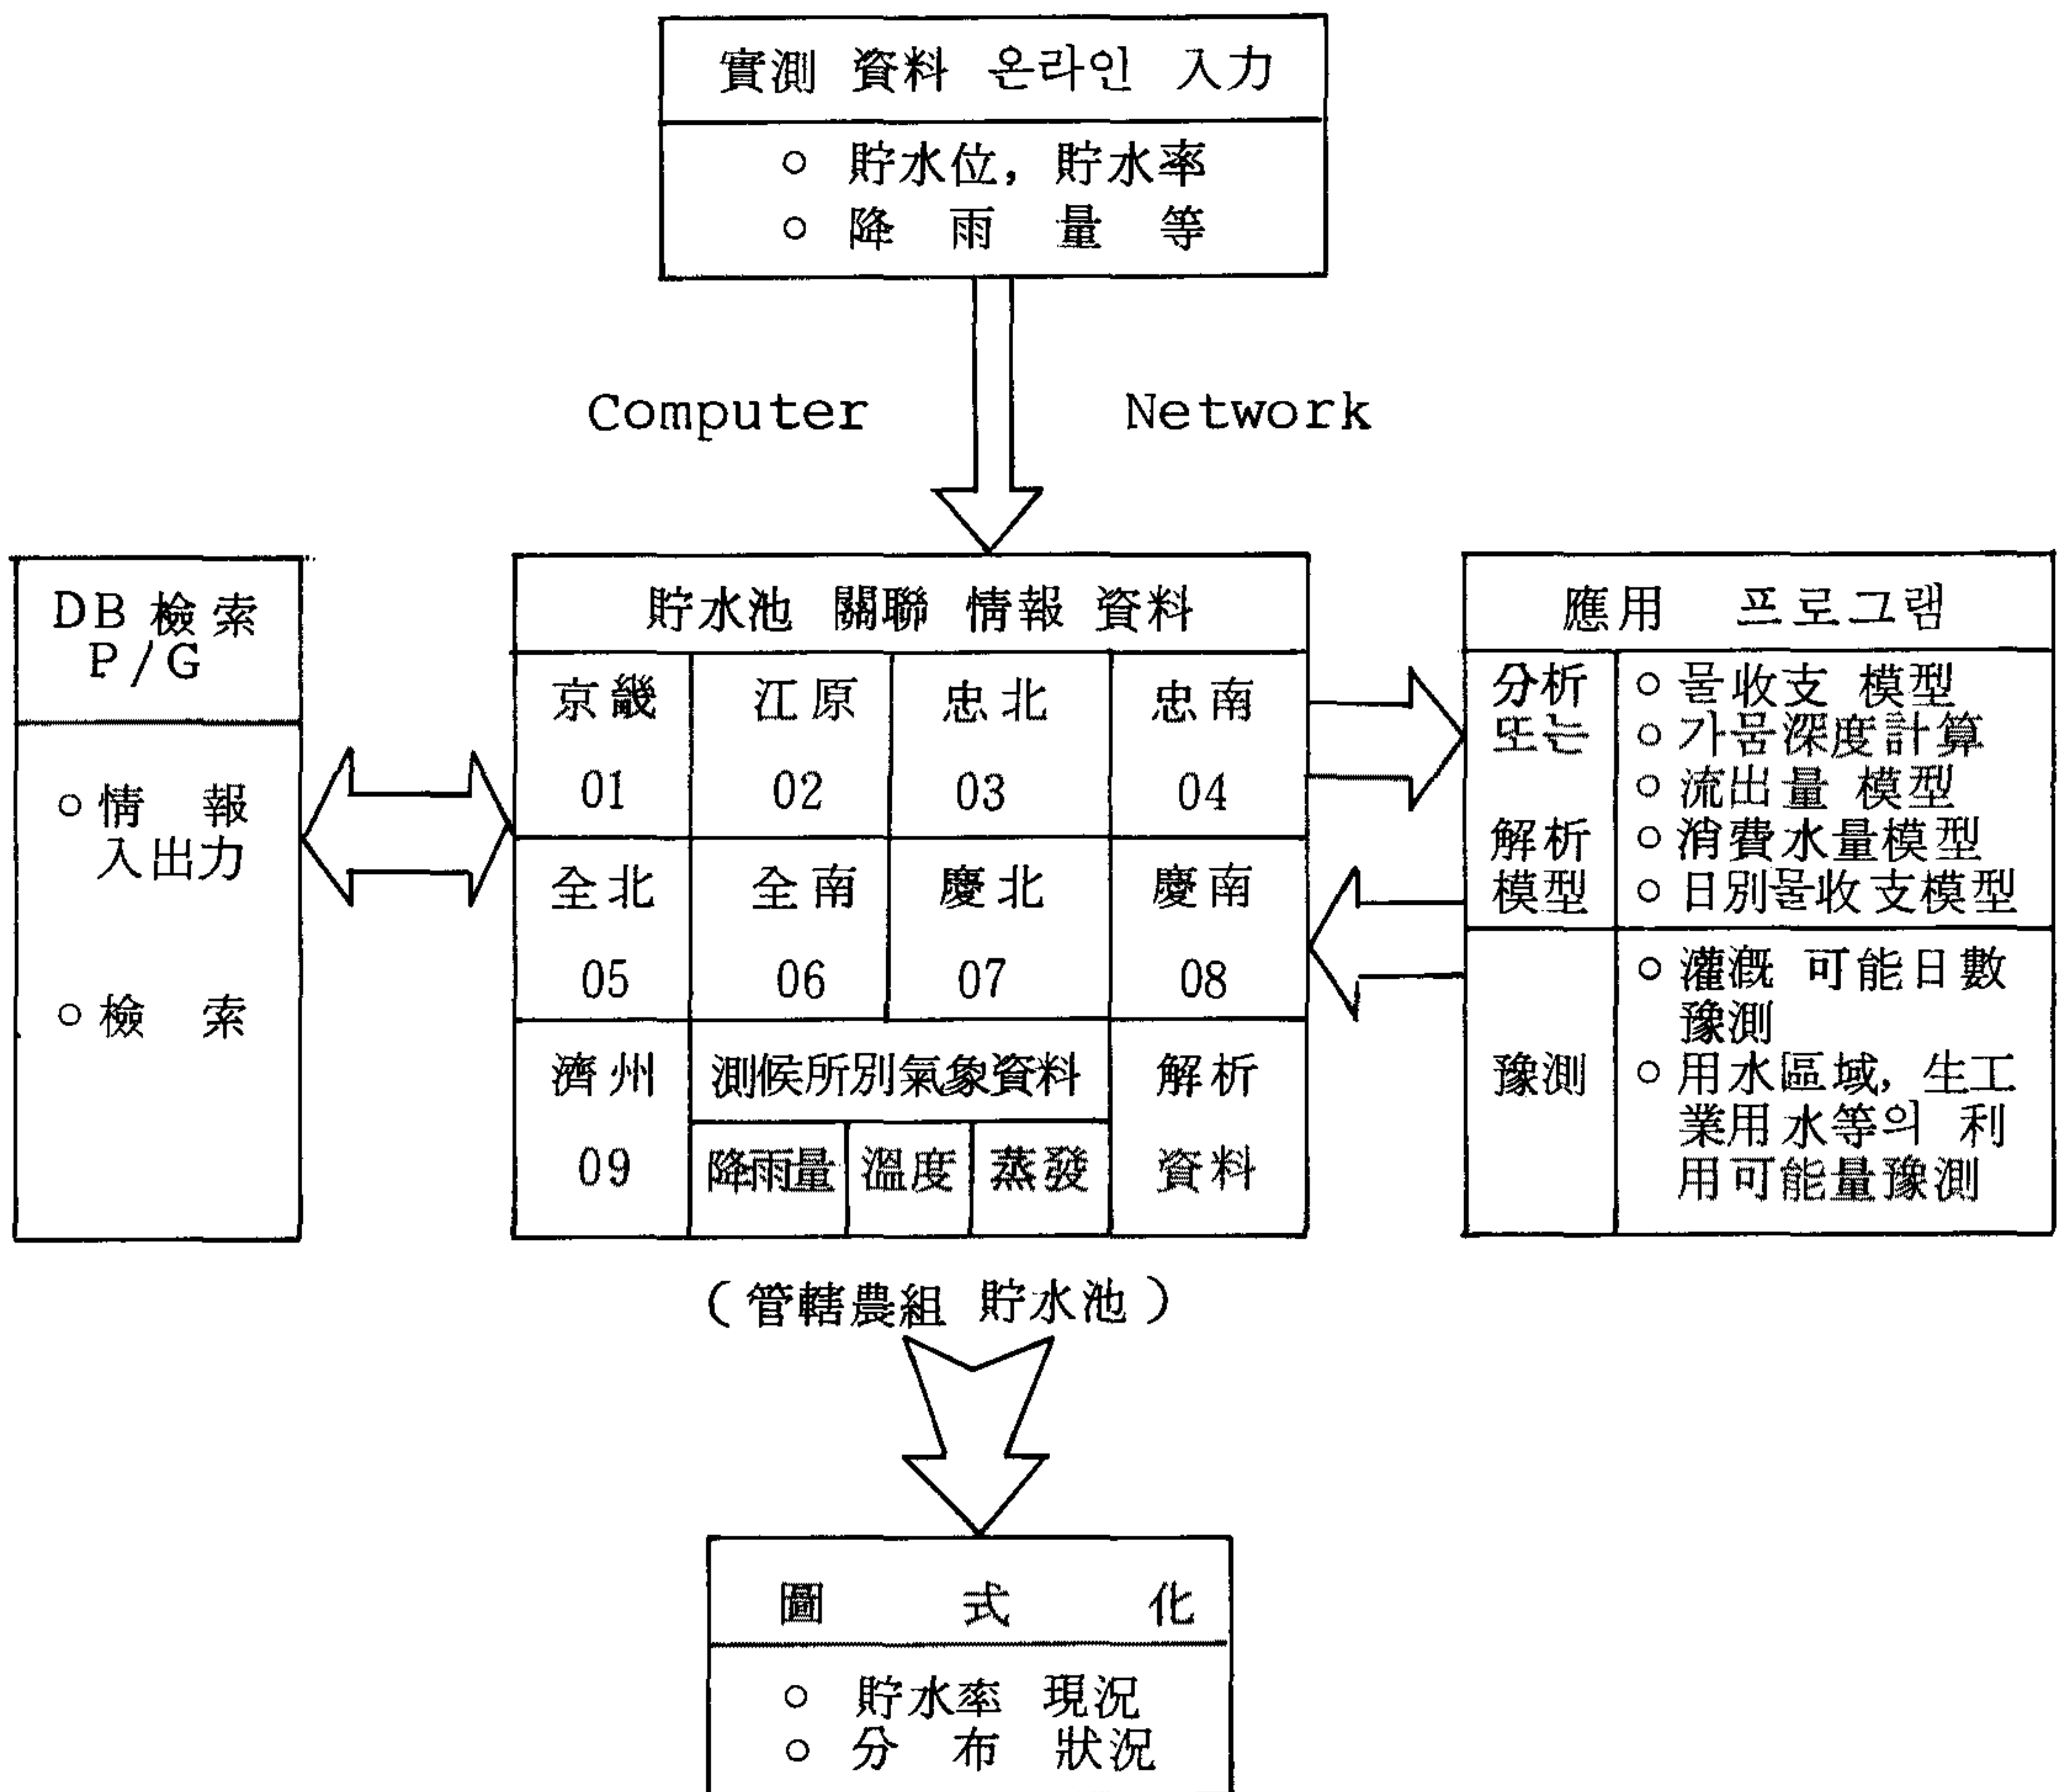 實測 資料 온라인 入力
○ 貯水位, 貯水率
○ 降 雨 量 等
Computer Network
DB 檢索
P/G
○ 情 報
入出力
○ 檢 索
貯水池 關聯 情報 資料
京畿 江原 忠北 忠南
01 02 03 04
全北 全南 慶北 慶南
05 06 07 08
濟州 測候所別氣象資料 解析
09 降雨量 溫度 蒸發 資料
(管轄農組 貯水池)
應用 프로그램
分析
또는
解析
模型
○ 물收支 模型
○ 가뭄深度計算
○ 流出量 模型
○ 消費水量模型
○ 日別물收支模型
豫測
○ 灌漑 可能日數
豫測
○ 用水區域, 生工
業用水等의 利
用可能量豫測
圖 式 化
○ 貯水率 現況
○ 分 布 狀況